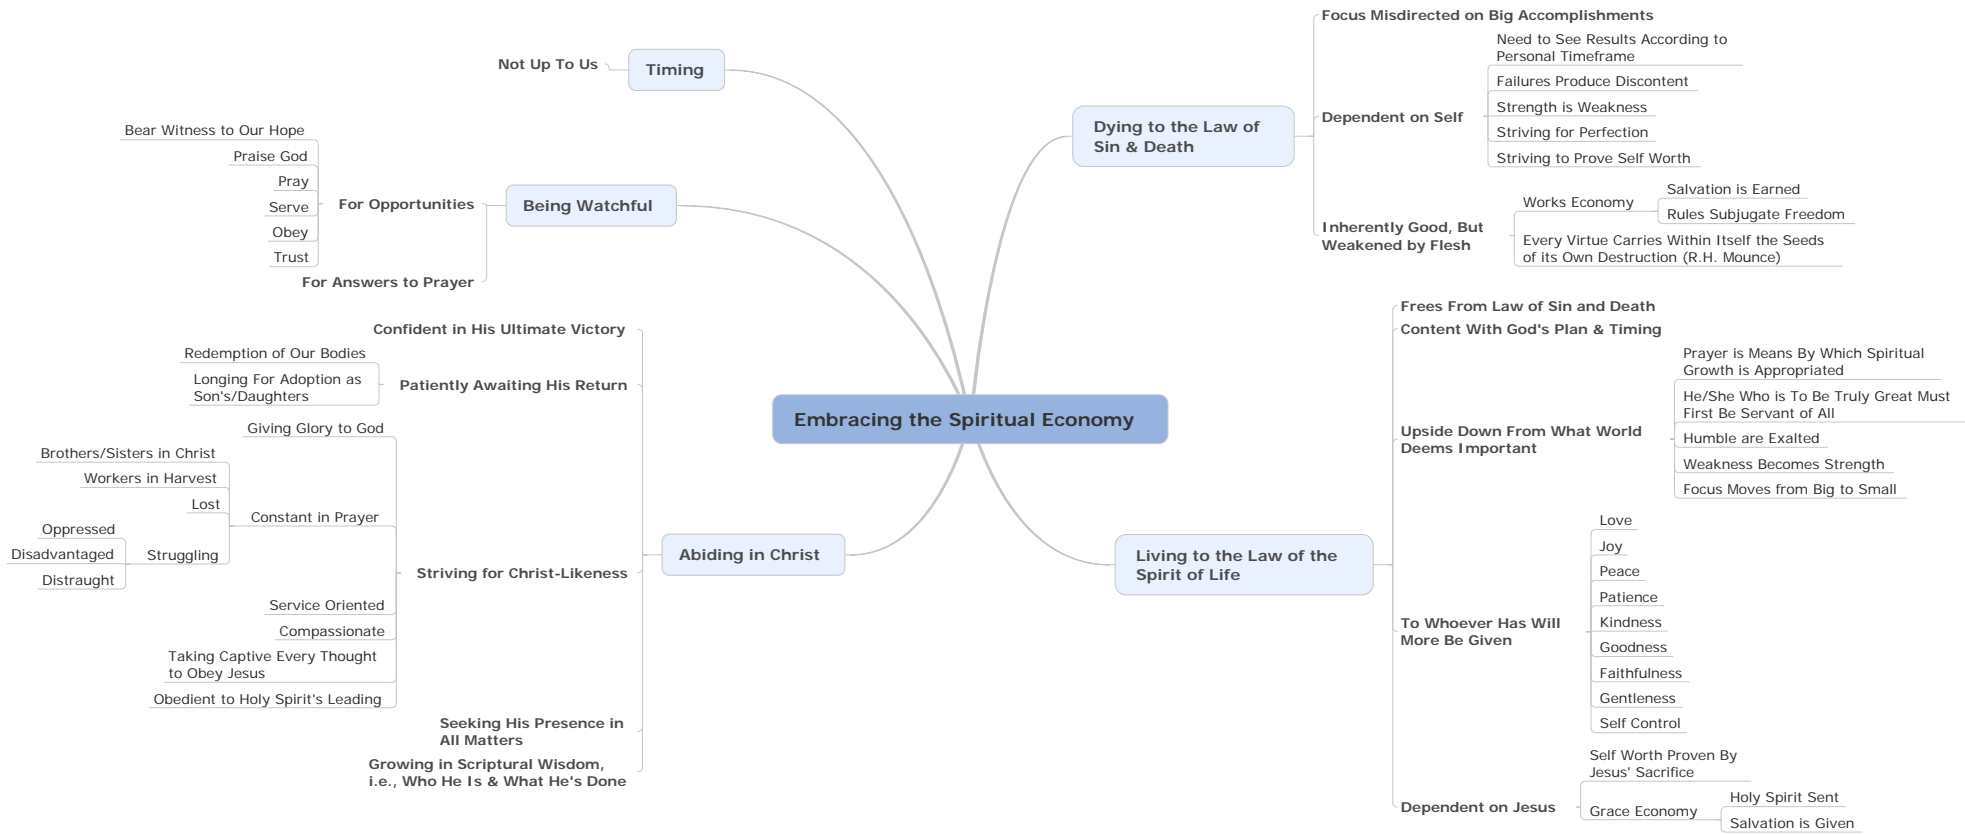 Embracing the Spiritual Economy
Timing
Not Up To Us
Being Watchful
For Opportunities
Bear Witness to Our Hope
Praise God
Pray
Serve
Obey
Trust
For Answers to Prayer
Abiding in Christ
Confident in His Ultimate Victory
Patiently Awaiting His Return
Redemption of Our Bodies
Longing For Adoption as
Son's/Daughters
Striving for Christ-Likeness
Giving Glory to God
Constant in Prayer
Brothers/Sisters in Christ
Workers in Harvest
Lost
Struggling
Oppressed
Disadvantaged
Distraught
Service Oriented
Compassionate
Taking Captive Every Thought
to Obey Jesus
Obedient to Holy Spirit's Leading
Seeking His Presence in
All Matters
Growing in Scriptural Wisdom,
i.e., Who He Is & What He's Done
Dying to the Law of
Sin & Death
Focus Misdirected on Big Accomplishments
Dependent on Self
Need to See Results According to
Personal Timeframe
Failures Produce Discontent
Strength is Weakness
Striving for Perfection
Striving to Prove Self Worth
Inherently Good, But
Weakened by Flesh
Works Economy
Salvation is Earned
Rules Subjugate Freedom
Every Virtue Carries Within Itself the Seeds
of its Own Destruction (R.H. Mounce)
Living to the Law of the
Spirit of Life
Frees From Law of Sin and Death
Content With God's Plan & Timing
Upside Down From What World
Deems Important
Prayer is Means By Which Spiritual
Growth is Appropriated
He/She Who is To Be Truly Great Must
First Be Servant of All
Humble are Exalted
Weakness Becomes Strength
Focus Moves from Big to Small
To Whoever Has Will
More Be Given
Love
Joy
Peace
Patience
Kindness
Goodness
Faithfulness
Gentleness
Self Control
Dependent on Jesus
Self Worth Proven By
Jesus' Sacrifice
Grace Economy
Holy Spirit Sent
Salvation is Given